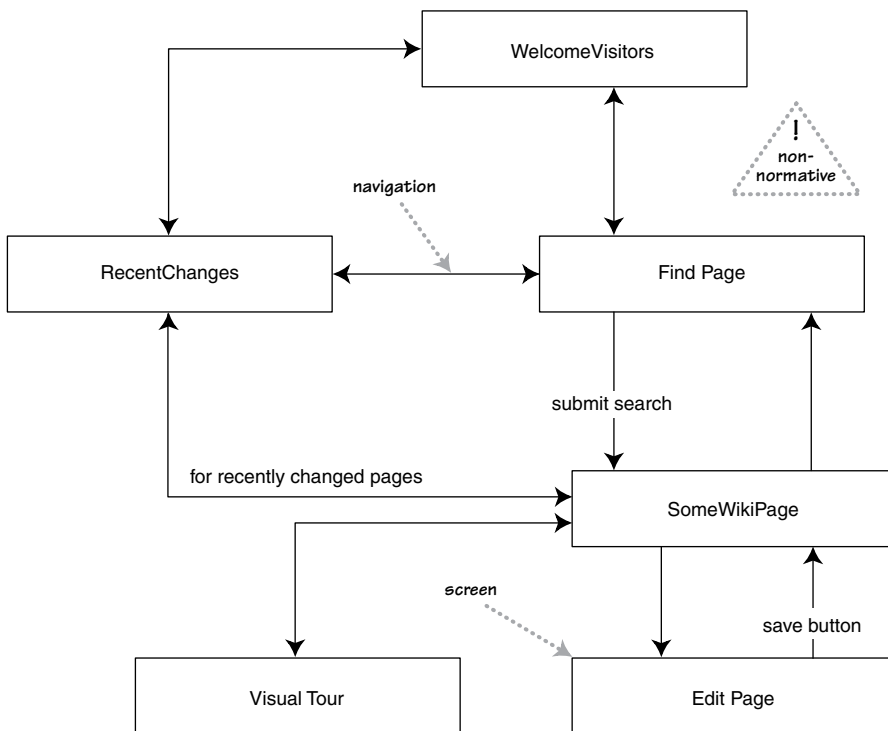 WelcomeVisitors
!
non-
normative
navigation
RecentChanges
Find Page
submit search
for recently changed pages
SomeWikiPage
screen
save button
Visual Tour
Edit Page